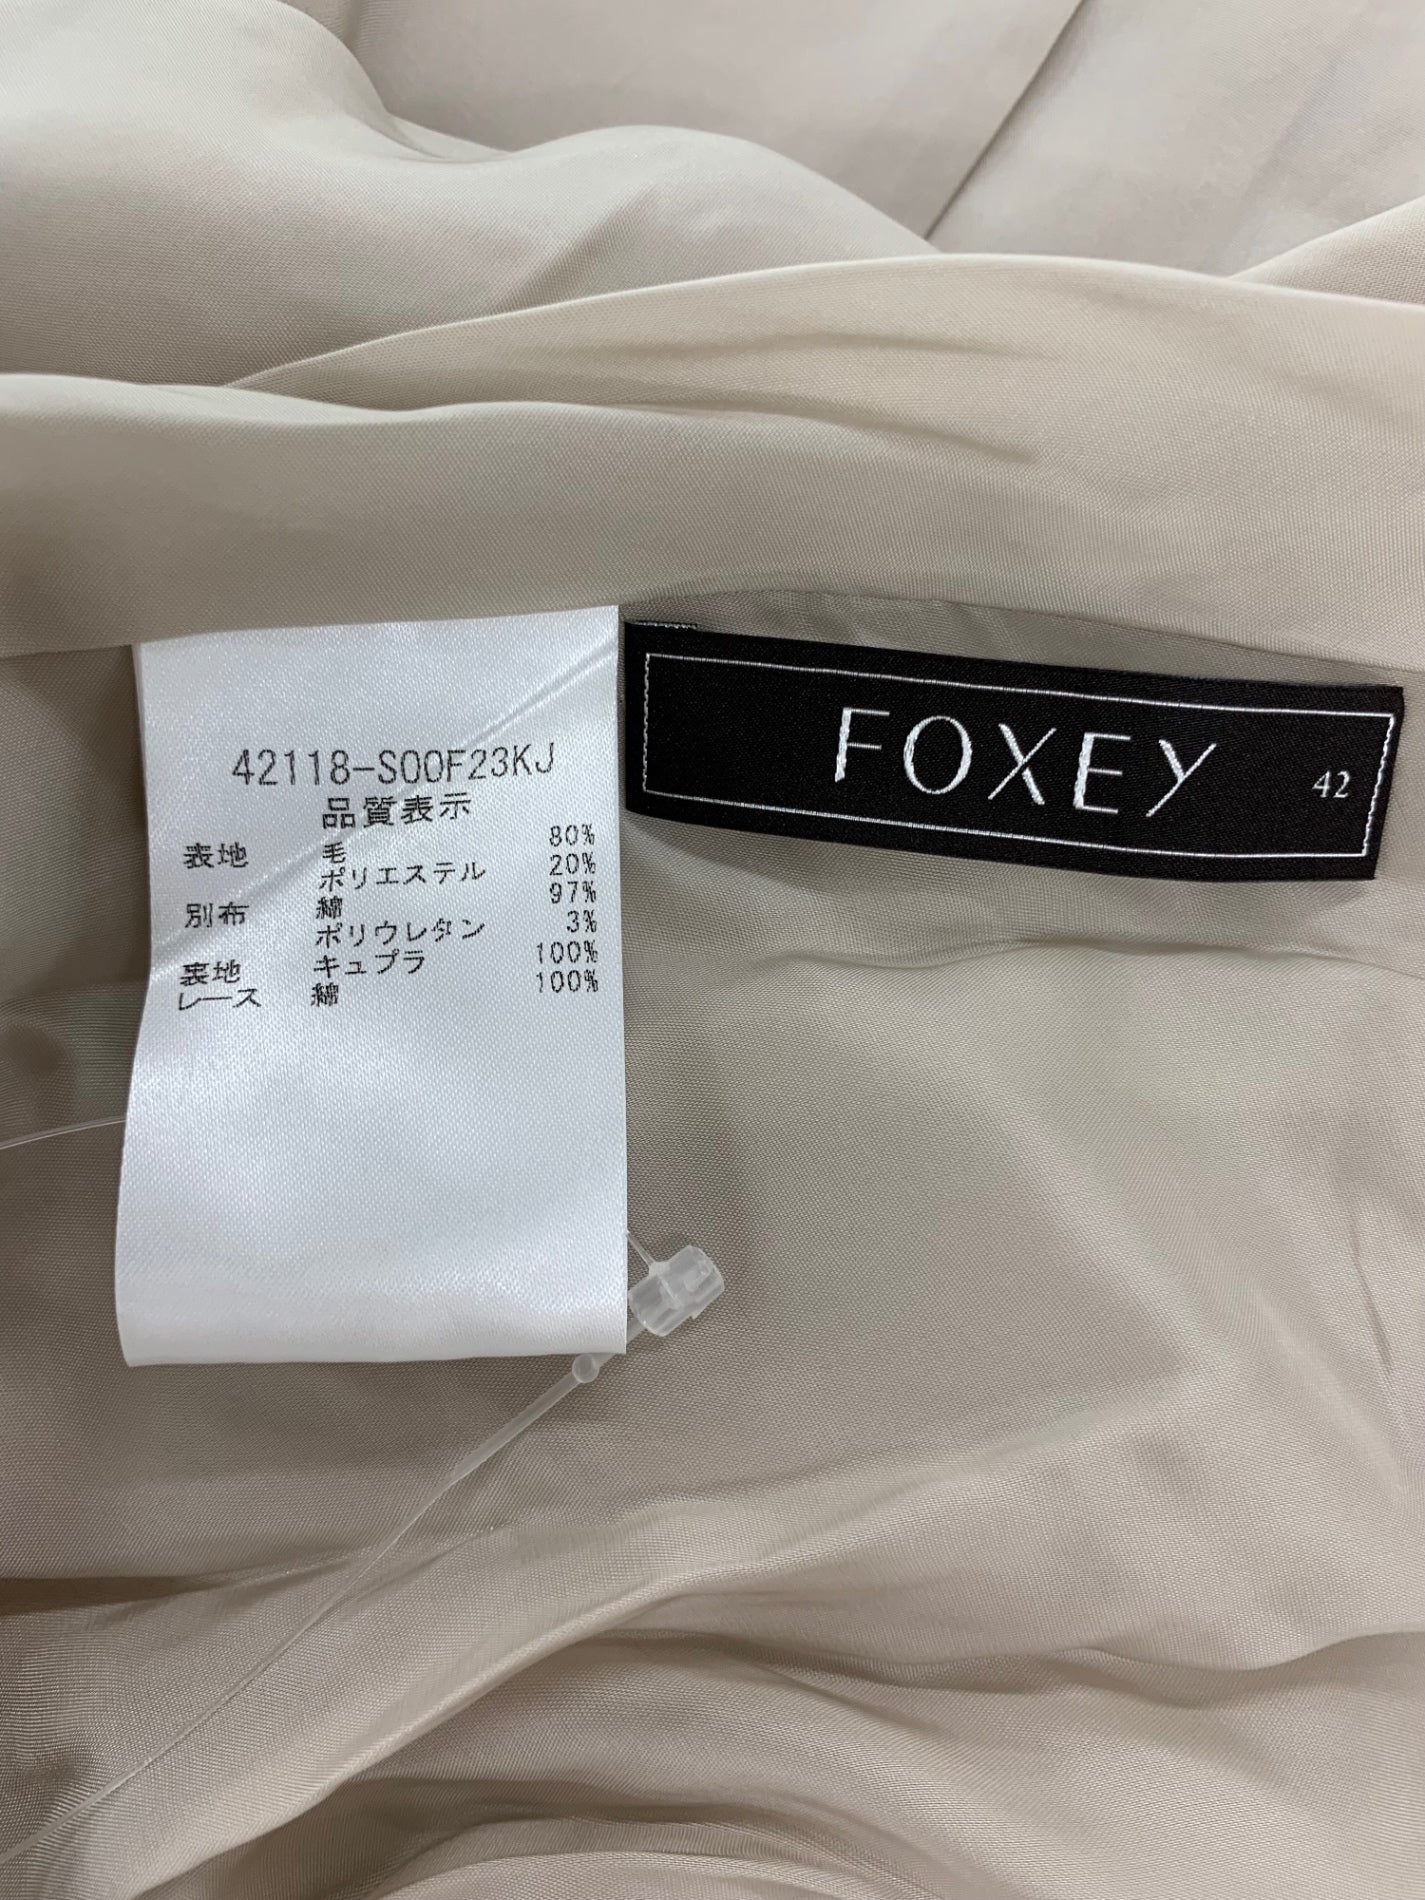 42118-S00F23KJ
品質表示
表地 毛 80%
ポリエステル 20%
別布 綿 97%
ポリウレタン 3%
裏地 キュプラ 100%
レース 綿 100%
FOXEY 42